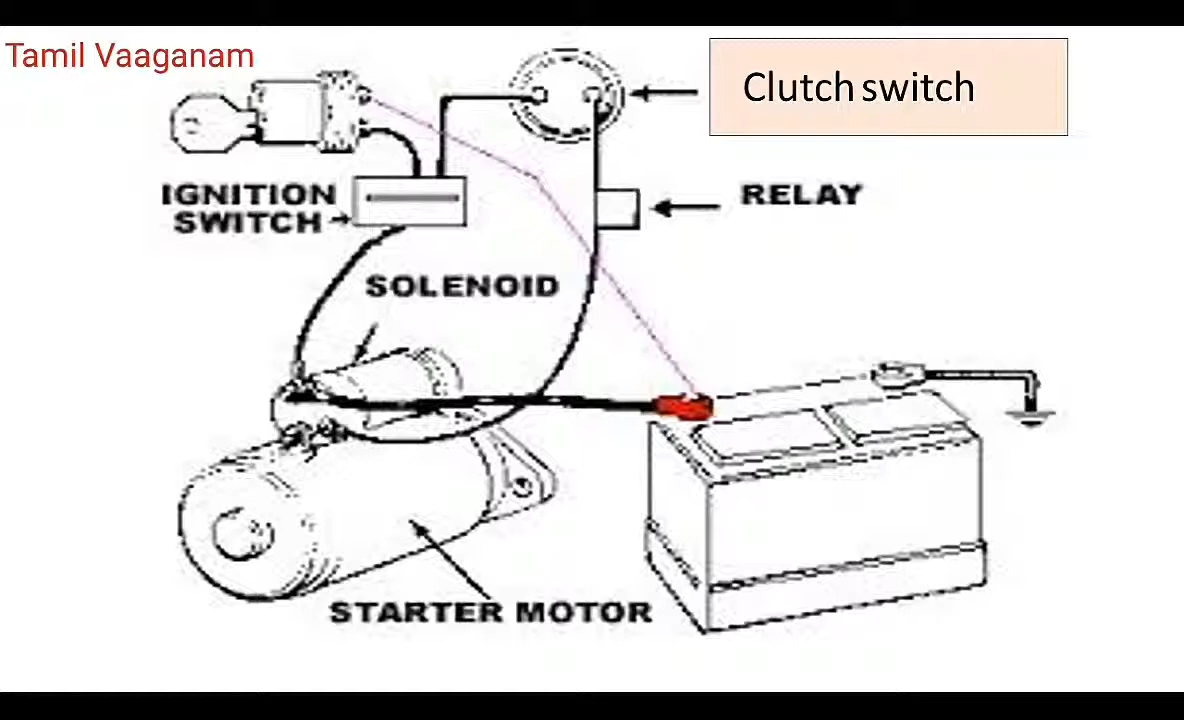 Tamil Vaaganam
Clutch switch
IGNITION
SWITCH
RELAY
SOLENOID
STARTER MOTOR